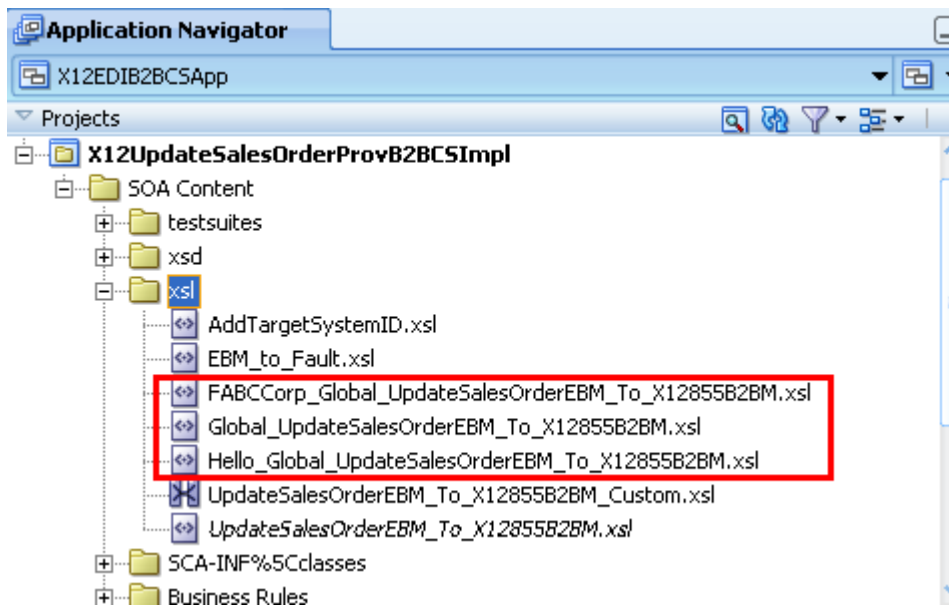 Application Navigator
X12EDIB2BCSApp
Projects
X12UpdateSalesOrderProvB2BCSImpl
SOA Content
testsuites
xsd
xsl
AddTargetSystemID.xsl
EBM_to_Fault.xsl
FABCCorp_Global_UpdateSalesOrderEBM_To_X12855B2BM.xsl
Global_UpdateSalesOrderEBM_To_X12855B2BM.xsl
Hello_Global_UpdateSalesOrderEBM_To_X12855B2BM.xsl
UpdateSalesOrderEBM_To_X12855B2BM_Custom.xsl
UpdateSalesOrderEBM_To_X12855B2BM.xsl
SCA-INF%5Cclasses
Business Rules